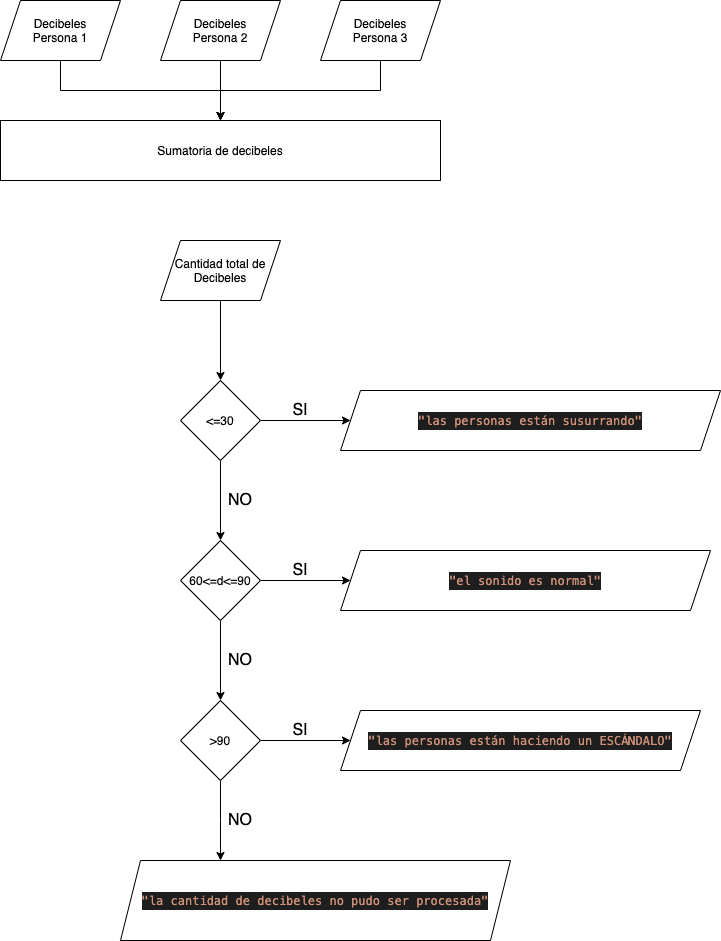 Decibeles
Persona 1
Decibeles
Persona 2
Decibeles
Persona 3
Sumatoria de decibeles
Cantidad total de
Decibeles
<=30
SI
"las personas están susurrando"
NO
60<=d<=90
SI
"el sonido es normal"
NO
>90
SI
"las personas están haciendo un ESCÁNDALO"
NO
"la cantidad de decibeles no pudo ser procesada"